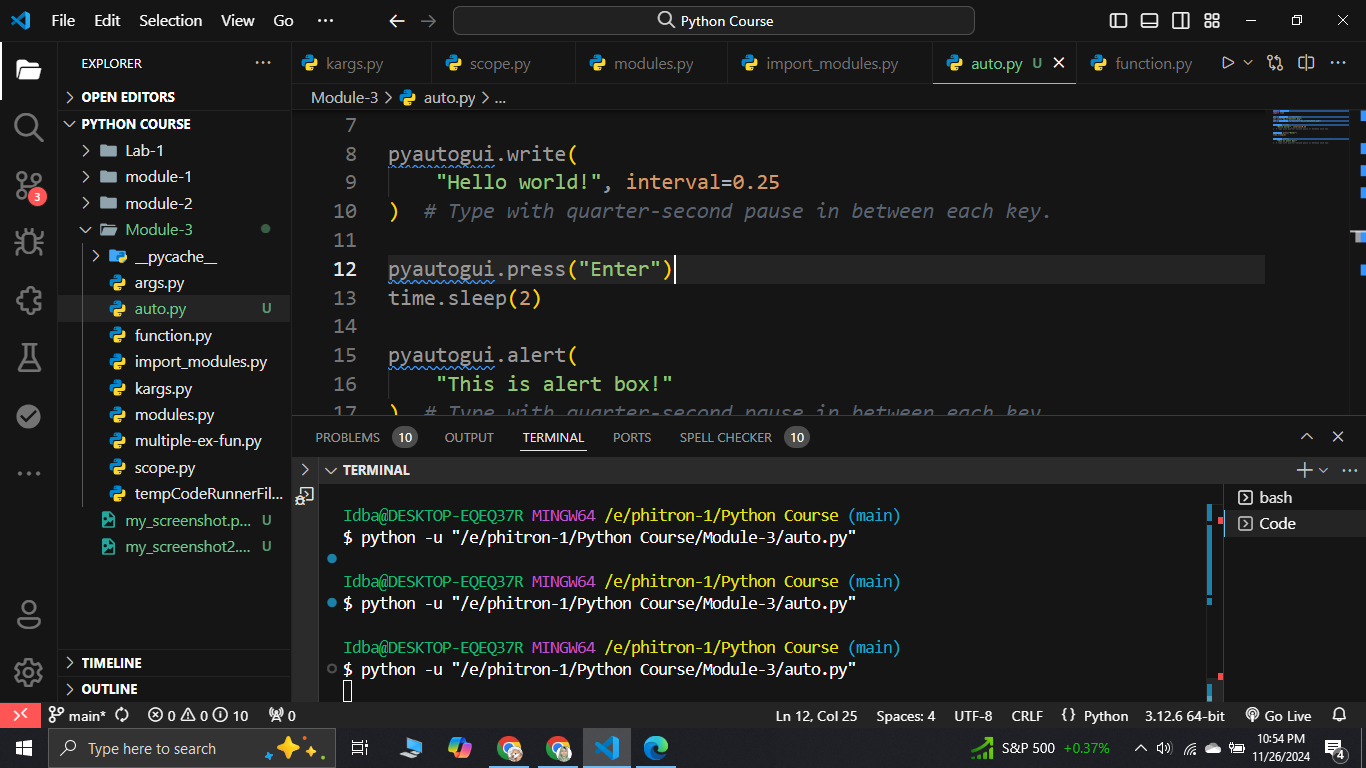 File Edit Selection View Go ··· Python Course
EXPLORER ···
OPEN EDITORS
PYTHON COURSE
Lab-1
module-1
module-2
Module-3
__pycache__
args.py
auto.py U
function.py
import_modules.py
kargs.py
modules.py
multiple-ex-fun.py
scope.py
tempCodeRunnerFil...
my_screenshot.p... U
my_screenshot2.... U
TIMELINE
OUTLINE
3
kargs.py scope.py modules.py import_modules.py auto.py U function.py
Module-3 > auto.py > ...
7
8 pyautogui.write(
9 "Hello world!", interval=0.25
10 ) # Type with quarter-second pause in between each key.
11
12 pyautogui.press("Enter")
13 time.sleep(2)
14
15 pyautogui.alert(
16 "This is alert box!"
17 ) # Type with quarter-second pause in between each key
PROBLEMS 10 OUTPUT TERMINAL PORTS SPELL CHECKER 10
TERMINAL
Idba@DESKTOP-EQEQ37R MINGW64 /e/phitron-1/Python Course (main)
$ python -u "/e/phitron-1/Python Course/Module-3/auto.py"
Idba@DESKTOP-EQEQ37R MINGW64 /e/phitron-1/Python Course (main)
$ python -u "/e/phitron-1/Python Course/Module-3/auto.py"
Idba@DESKTOP-EQEQ37R MINGW64 /e/phitron-1/Python Course (main)
$ python -u "/e/phitron-1/Python Course/Module-3/auto.py"
bash
Code
main* 0 0 10 0 Ln 12, Col 25 Spaces: 4 UTF-8 CRLF {} Python 3.12.6 64-bit Go Live
Type here to search S&P 500 +0.37% 10:54 PM
11/26/2024 4